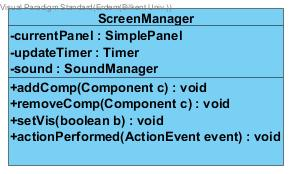 Visual Paradigm Standard(Erdem(Bilkent Univ.))
ScreenManager
-currentPanel : SimplePanel
-updateTimer : Timer
-sound : SoundManager
+addComp(Component c) : void
+removeComp(Component c) : void
+setVis(boolean b) : void
+actionPerformed(ActionEvent event) : void